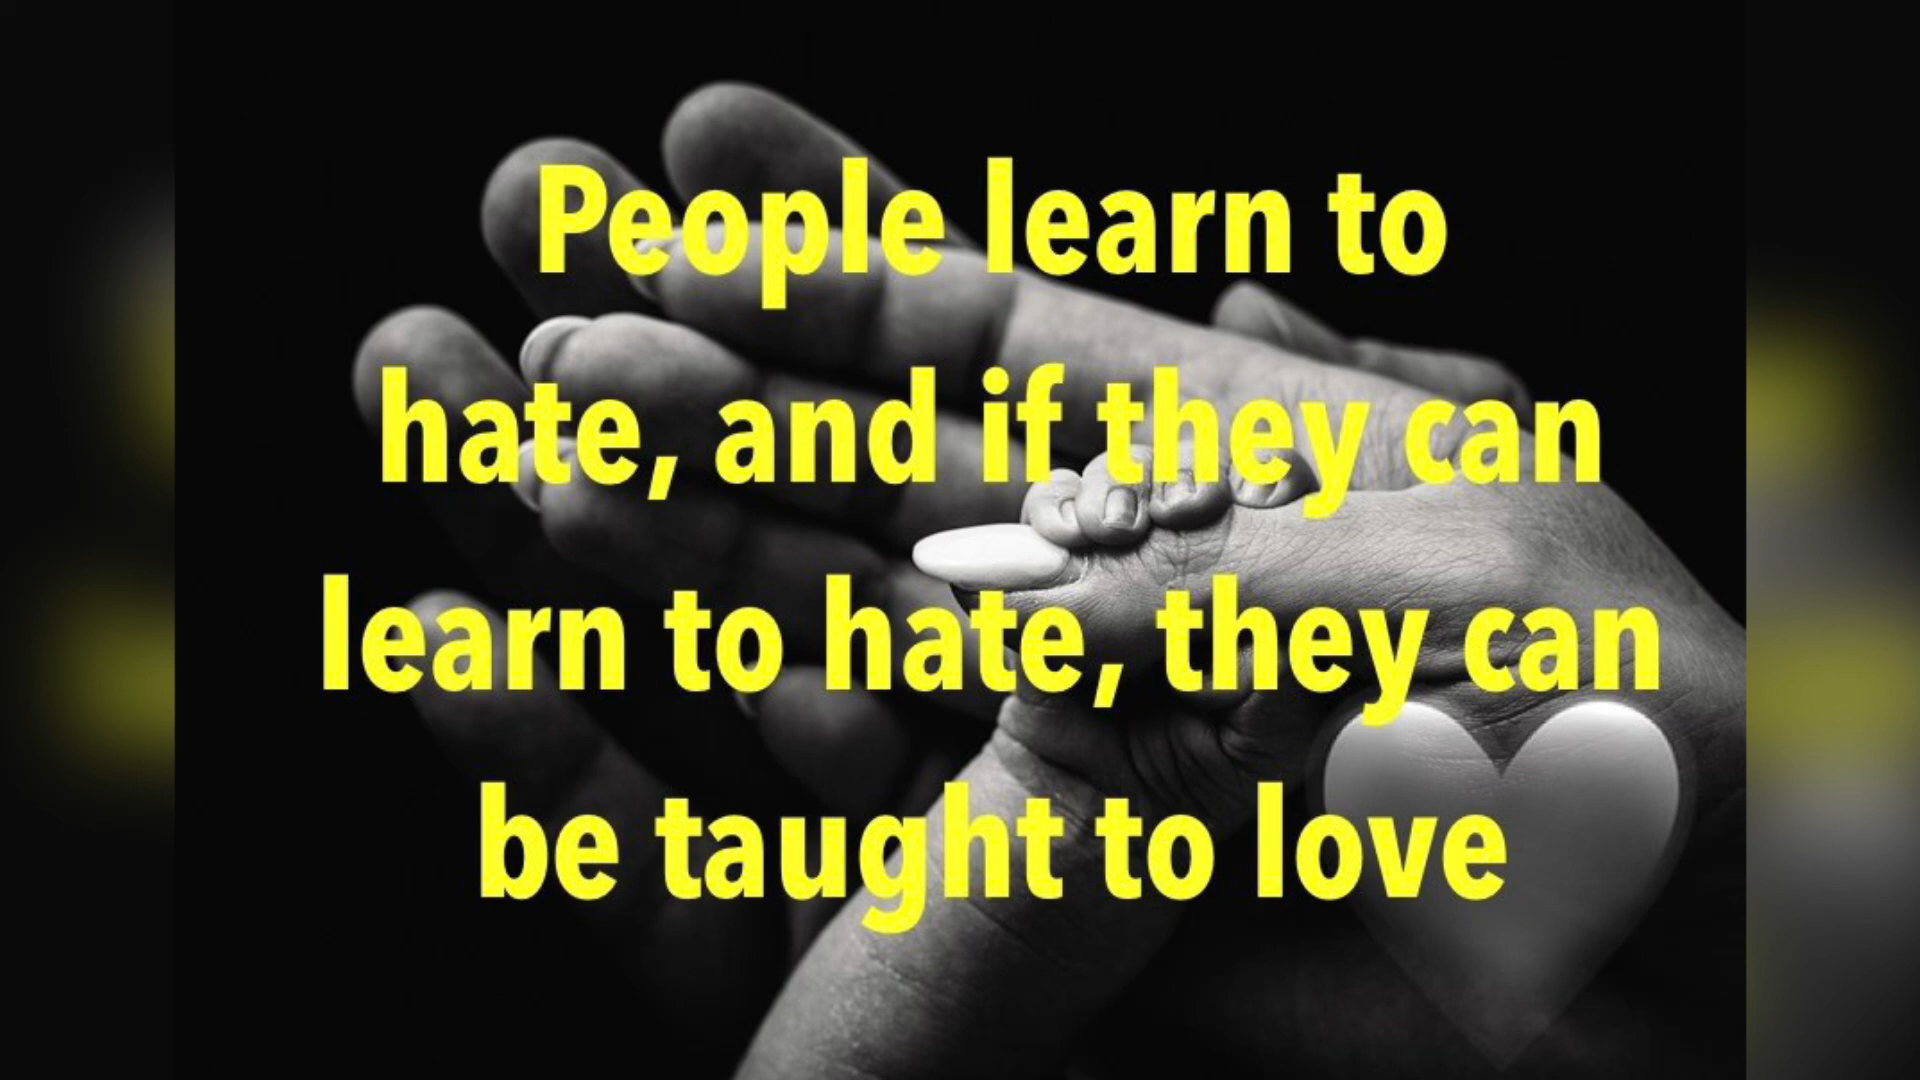 People learn to
hate, and if they can
learn to hate, they can
be taught to love